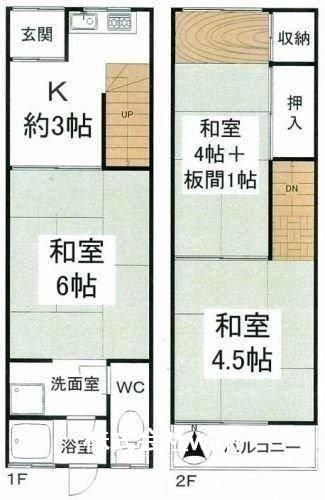 玄関
K
約3帖
UP
和室
6帖
洗面室
WC
浴室
1F
収納
和室
4帖+
板間1帖
押入
DN
和室
4.5帖
N
バルコニー
2F